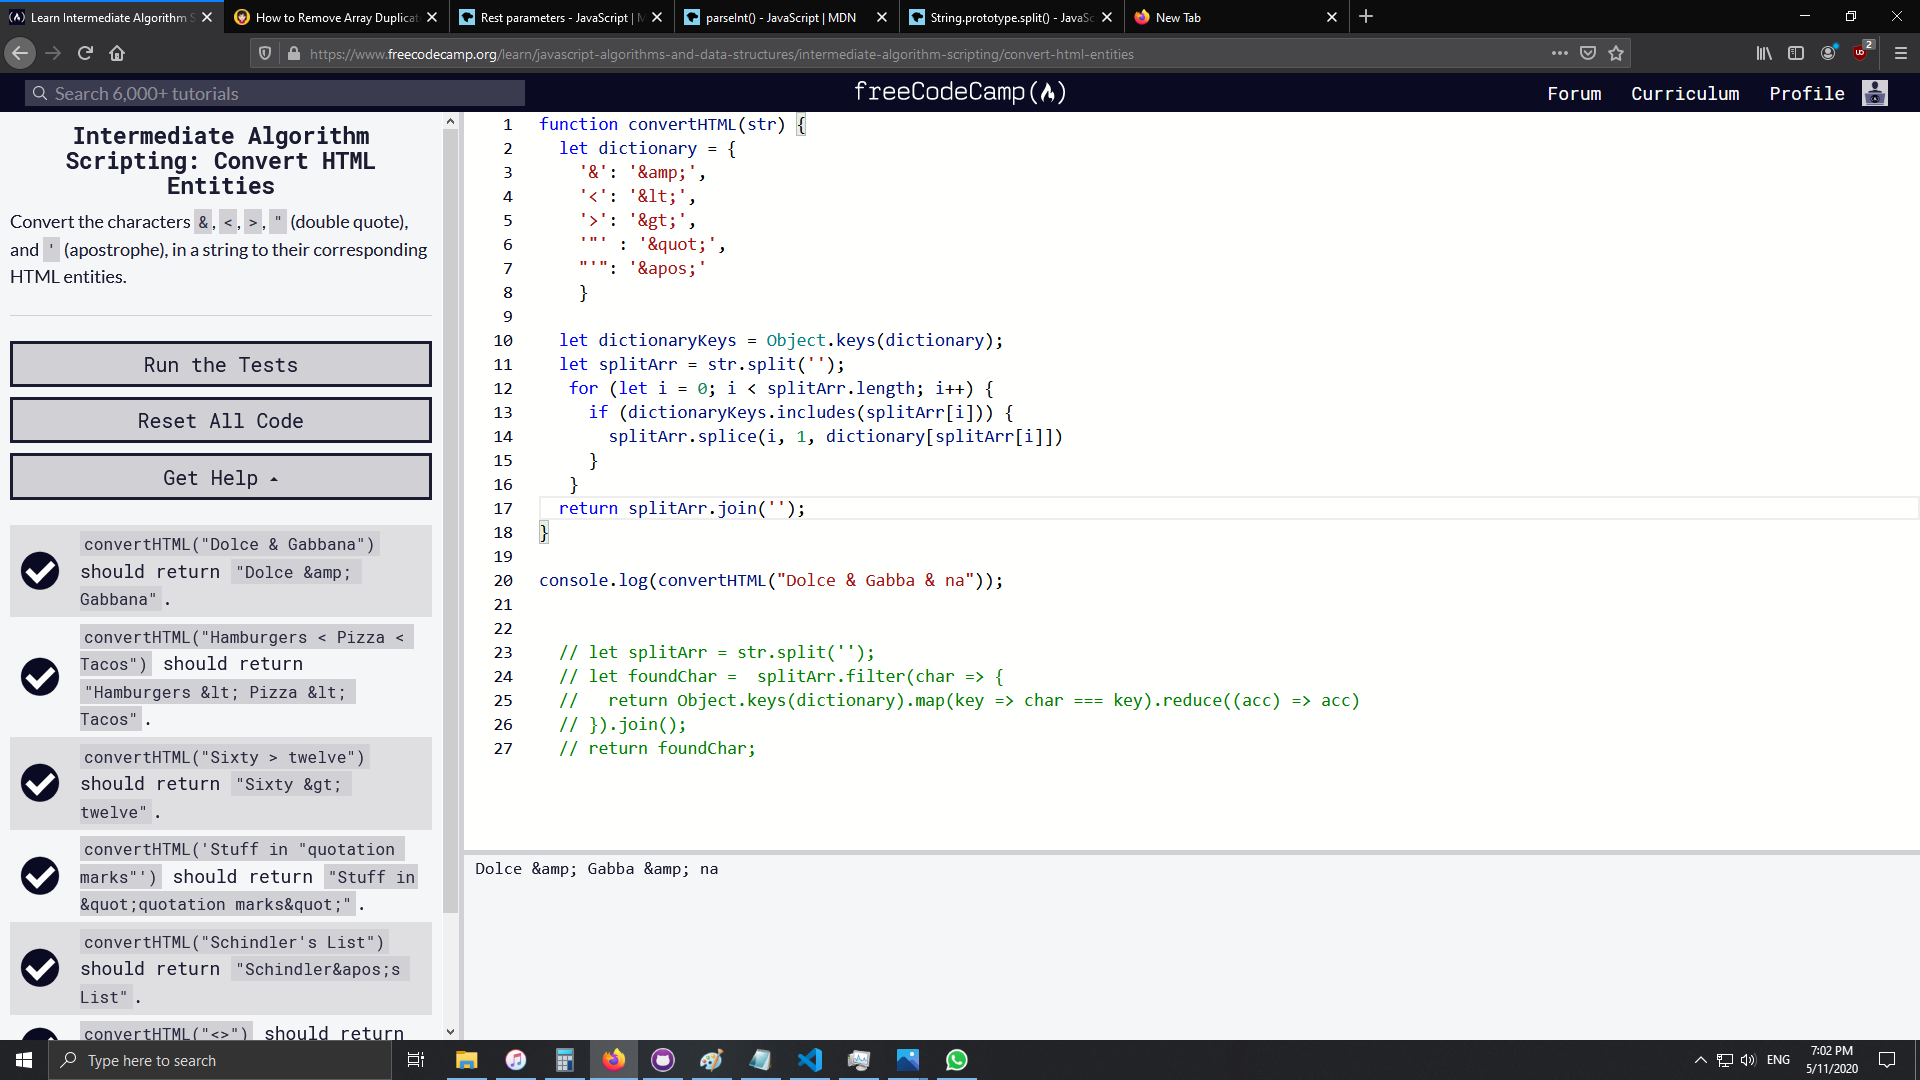 Learn Intermediate Algorithm S
How to Remove Array Duplicat
Rest parameters - JavaScript | M
parseInt() - JavaScript | MDN
String.prototype.split() - JavaSc
New Tab
https://www.freecodecamp.org/learn/javascript-algorithms-and-data-structures/intermediate-algorithm-scripting/convert-html-entities
2
Search 6,000+ tutorials
freeCodeCamp
Forum
Curriculum
Profile
Intermediate Algorithm
Scripting: Convert HTML
Entities
Convert the characters &, <, >, " (double quote),
and ' (apostrophe), in a string to their corresponding
HTML entities.
Run the Tests
Reset All Code
Get Help
convertHTML("Dolce & Gabbana")
should return "Dolce &amp;
Gabbana".
convertHTML("Hamburgers < Pizza <
Tacos") should return
"Hamburgers &lt; Pizza &lt;
Tacos".
convertHTML("Sixty > twelve")
should return "Sixty &gt;
twelve".
convertHTML('Stuff in "quotation
marks"') should return "Stuff in
&quot;quotation marks&quot;".
convertHTML("Schindler's List")
should return "Schindler&apos;s
List".
convertHTML("<>") should return
1 function convertHTML(str) {
2 let dictionary = {
3 '&': '&amp;',
4 '<': '&lt;',
5 '>': '&gt;',
6 '"' : '&quot;',
7 "'": '&apos;'
8 }
9
10 let dictionaryKeys = Object.keys(dictionary);
11 let splitArr = str.split('');
12 for (let i = 0; i < splitArr.length; i++) {
13 if (dictionaryKeys.includes(splitArr[i])) {
14 splitArr.splice(i, 1, dictionary[splitArr[i]])
15 }
16 }
17 return splitArr.join('');
18 }
19
20 console.log(convertHTML("Dolce & Gabba & na"));
21
22
23 // let splitArr = str.split('');
24 // let foundChar =  splitArr.filter(char => {
25 //   return Object.keys(dictionary).map(key => char === key).reduce((acc) => acc)
26 // }).join();
27 // return foundChar;
Dolce &amp; Gabba &amp; na
Type here to search
ENG
7:02 PM
5/11/2020